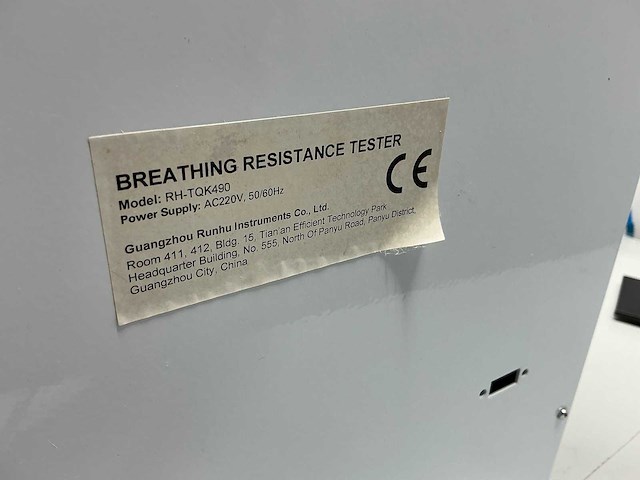 BREATHING RESISTANCE TESTER
Model: RH-TQK490
Power Supply: AC220V, 50/60Hz
CE
Guangzhou Runhu Instruments Co., Ltd.
Room 411, 412, Bldg. 15, Tian'an Efficient Technology Park
Headquarter Building, No. 555, North Of Panyu Road, Panyu District,
Guangzhou City, China